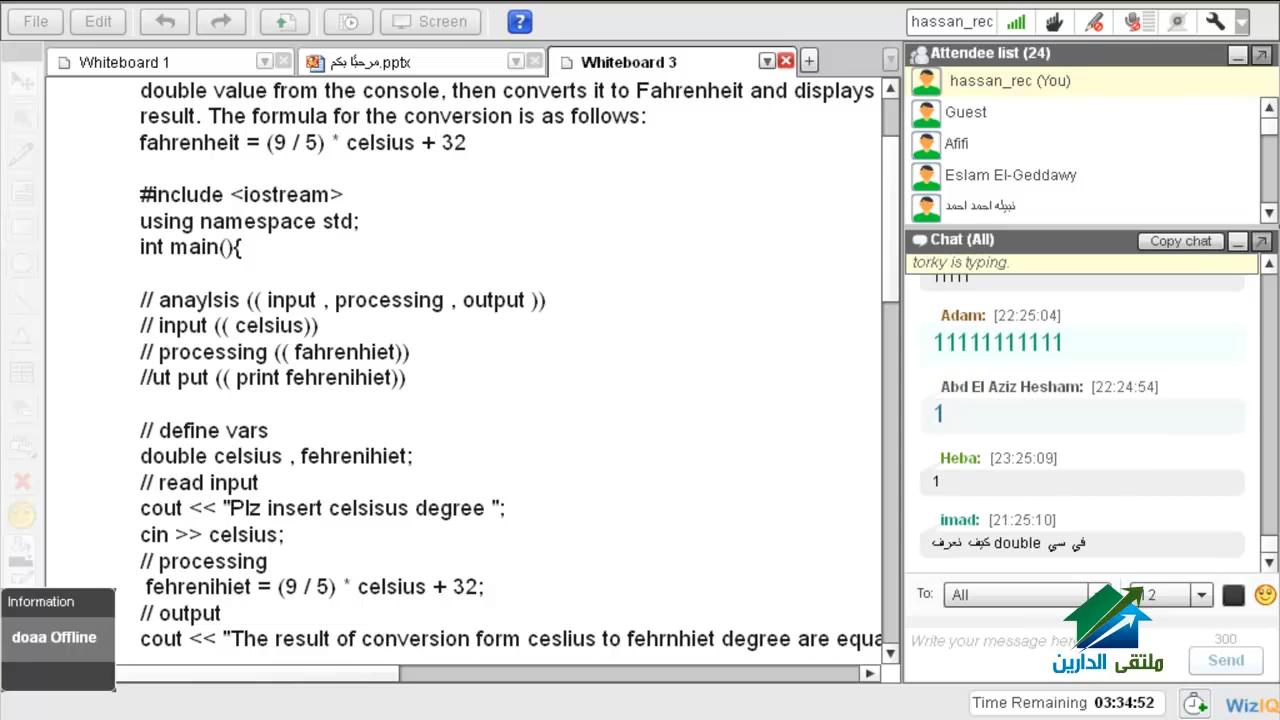 File
Edit
Screen
?
hassan_rec
Whiteboard 1
مرحبًا بكم.pptx
Whiteboard 3
double value from the console, then converts it to Fahrenheit and displays
result. The formula for the conversion is as follows:
fahrenheit = (9 / 5) * celsius + 32
#include <iostream>
using namespace std;
int main(){
// anaylsis (( input , processing , output ))
// input (( celsius))
// processing (( fahrenhiet))
//ut put (( print fehrenihiet))
// define vars
double celsius , fehrenihiet;
// read input
cout << "Plz insert celsisus degree ";
cin >> celsius;
// processing
fehrenihiet = (9 / 5) * celsius + 32;
// output
cout << "The result of conversion form ceslius to fehrnhiet degree are equa
Information
doaa Offline
Attendee list (24)
hassan_rec (You)
Guest
Afifi
Eslam El-Geddawy
نبيله احمد احمد
Chat (All)
Copy chat
torky is typing.
11111
Adam: [22:25:04]
11111111111
Abd El Aziz Hesham: [22:24:54]
1
Heba: [23:25:09]
1
imad: [21:25:10]
كيف نعرف double في سي
To:
All
12
Write your message here
300
Send
ملتقى الدارين
Time Remaining 03:34:52
WizIQ